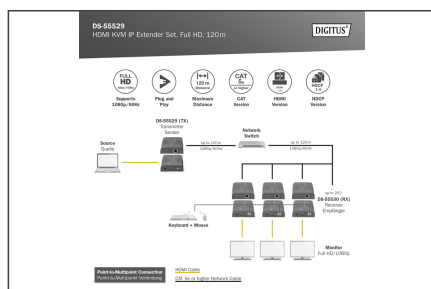 DS-55529
HDMI KVM IP Extender Set, Full HD, 120m
DIGITUS®
FULL
HD
CAT
5e
or higher
120 m
distance
HDCP
1.4
Supports
1080p/60Hz
Plug and
Play
Maximum
Distance
CAT
Version
HDMI
Version
HDCP
Version
DS-55529 (TX)
Transmitter
Sender
Network
Switch
Source
Quelle
up to 120m
1080p/60Hz
up to 120m
1080p/60Hz
up to 253
DS-55530 (RX)
Receiver
Empfänger
Keyboard + Mouse
Monitor
Full HD/1080p
Point-to-Multipoint Connection
Punkt-zu-Multipunkt Verbindung
HDMI Cable
CAT 5e or higher Network Cable